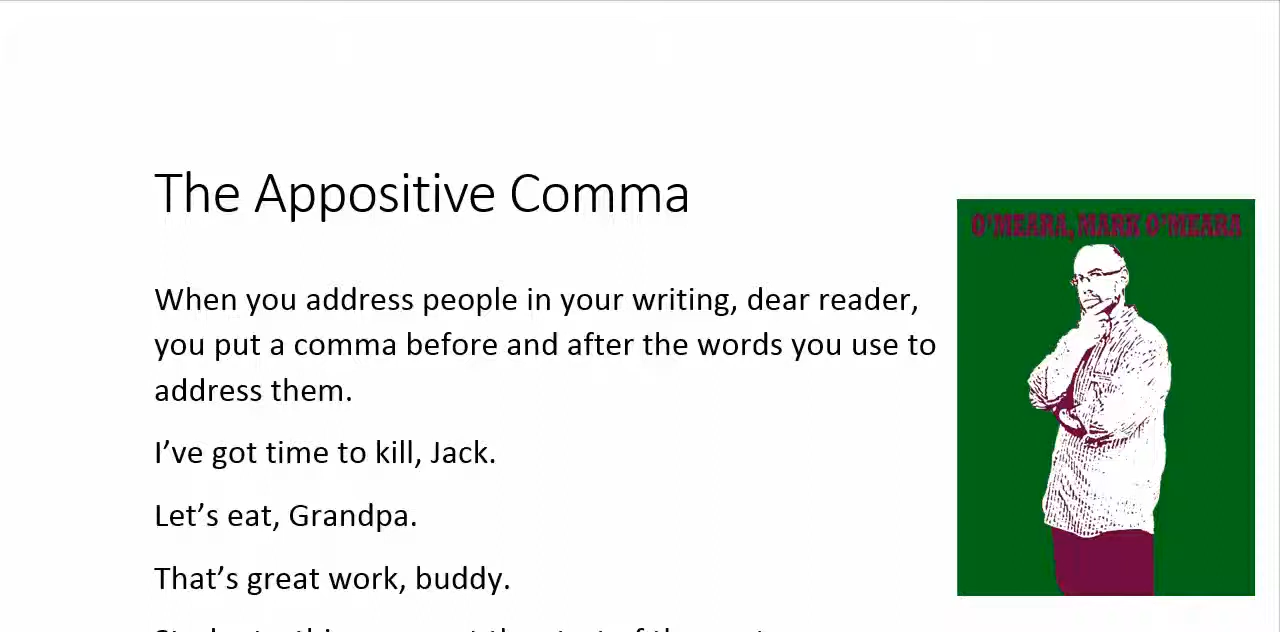 The Appositive Comma
O'MEARA, MARK O'MEARA
When you address people in your writing, dear reader,
you put a comma before and after the words you use to
address them.
I've got time to kill, Jack.
Let's eat, Grandpa.
That's great work, buddy.